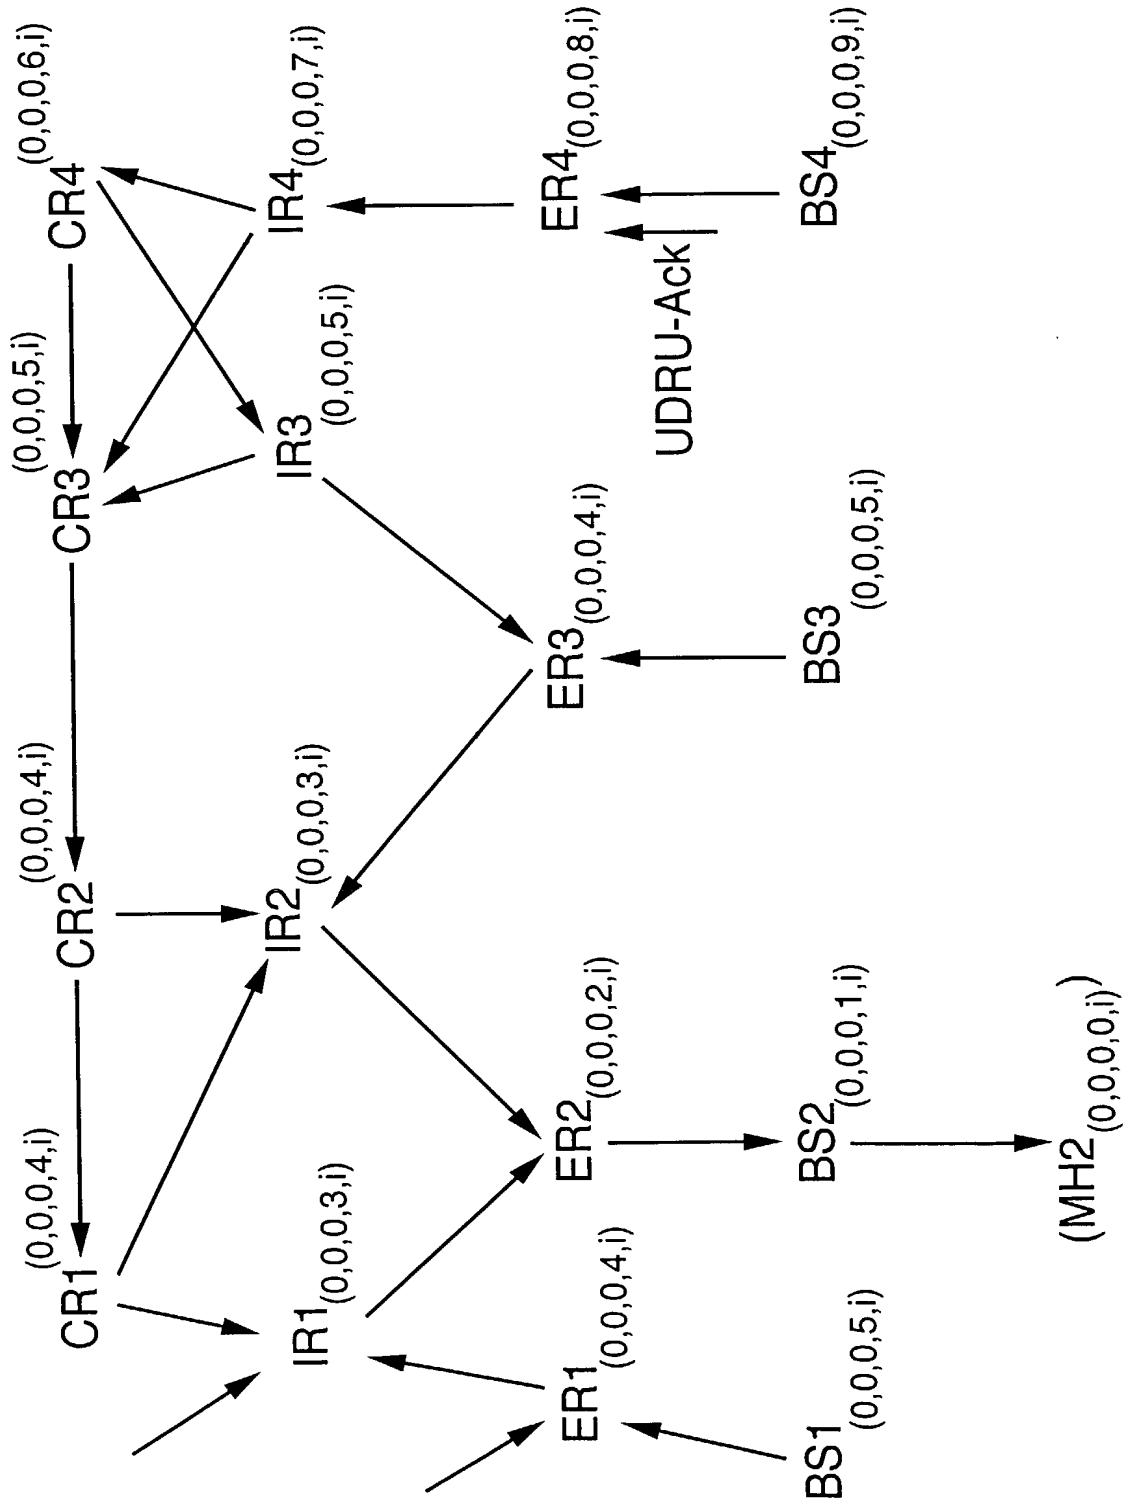 CR1 (0,0,0,4,i)
CR2 (0,0,0,4,i)
CR3 (0,0,0,5,i)
CR4 (0,0,0,6,i)
IR1 (0,0,0,3,i)
IR2 (0,0,0,3,i)
IR3 (0,0,0,5,i)
IR4 (0,0,0,7,i)
ER1 (0,0,0,4,i)
ER2 (0,0,0,2,i)
ER3 (0,0,0,4,i)
ER4 (0,0,0,8,i)
UDRU-Ack
BS1 (0,0,0,5,i)
BS2 (0,0,0,1,i)
BS3 (0,0,0,5,i)
BS4 (0,0,0,9,i)
(MH2 (0,0,0,0,i) )